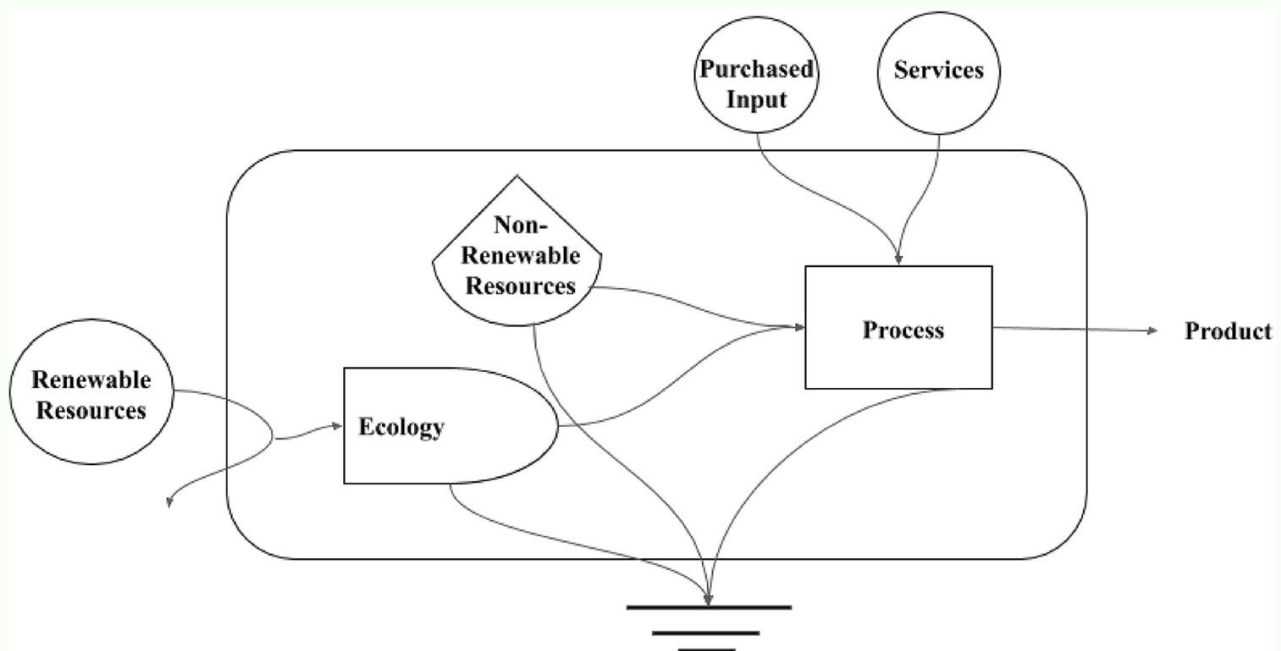 Purchased
Input
Services
Non-
Renewable
Resources
Process
Product
Renewable
Resources
Ecology